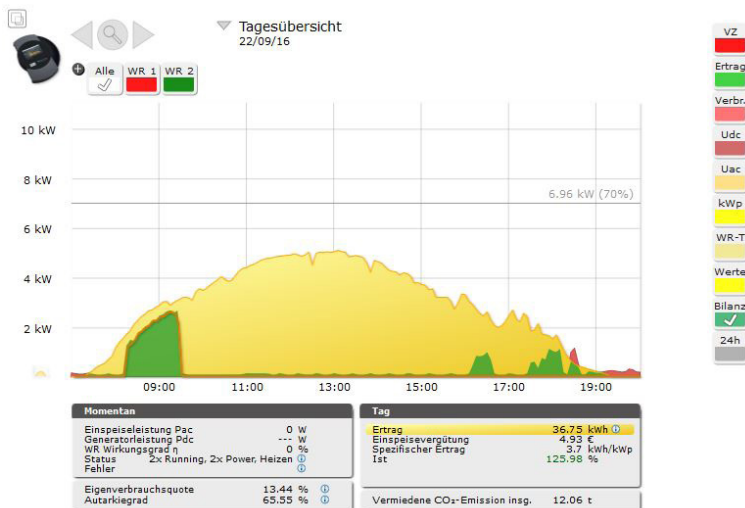 Tagesübersicht
22/09/16
Alle WR 1 WR 2
10 kW
8 kW
6.96 kW (70%)
6 kW
4 kW
2 kW
09:00 11:00 13:00 15:00 17:00 19:00
VZ
Ertrag
Verbr.
Udc
Uac
kWp
WR-T
Werte
Bilanz
24h
Momentan
Einspeiseleistung Pac 0 W
Generatorleistung Pdc --- W
WR Wirkungsgrad η 0 %
Status 2x Running, 2x Power, Heizen
Fehler
Eigenverbrauchsquote 13.44 %
Autarkiegrad 65.55 %
Tag
Ertrag 36.75 kWh
Einspeisevergütung 4.93 €
Spezifischer Ertrag 3.7 kWh/kWp
Ist 125.98 %
Vermiedene CO₂-Emission insg. 12.06 t